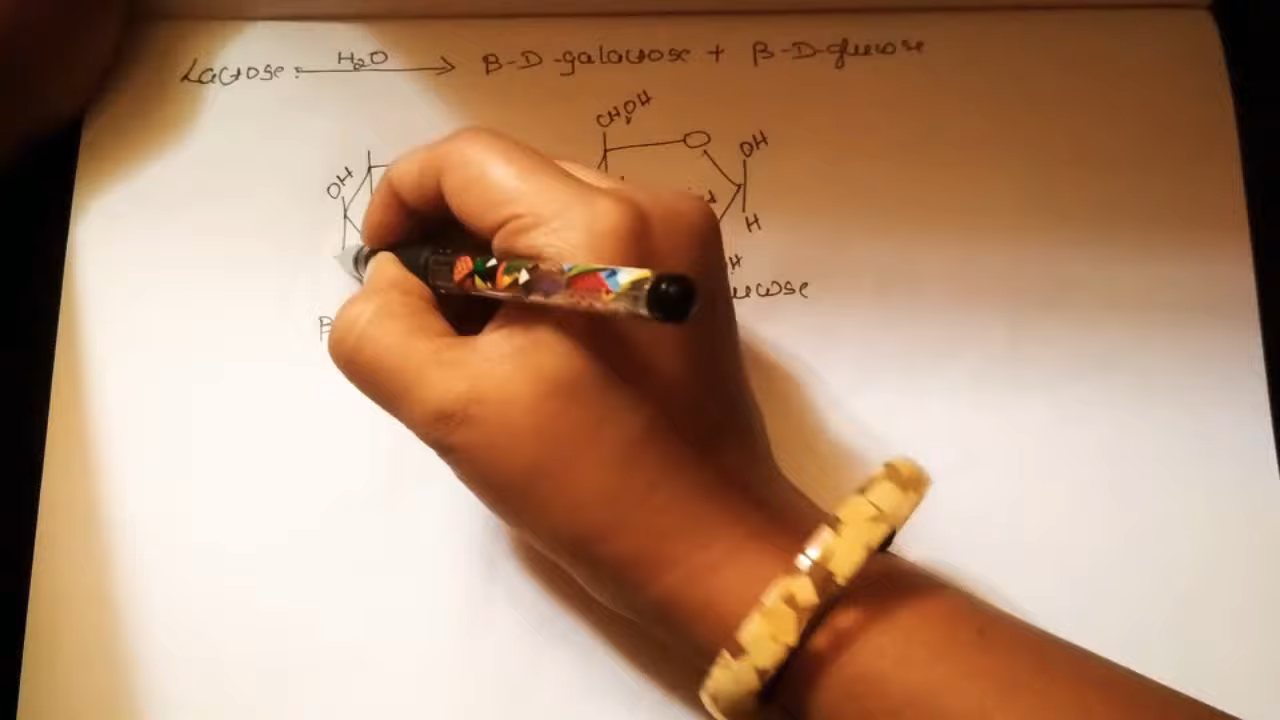 Lactose: H2O → β-D-galactose + β-D-glucose
CH2OH
O
OH
OH
H
H